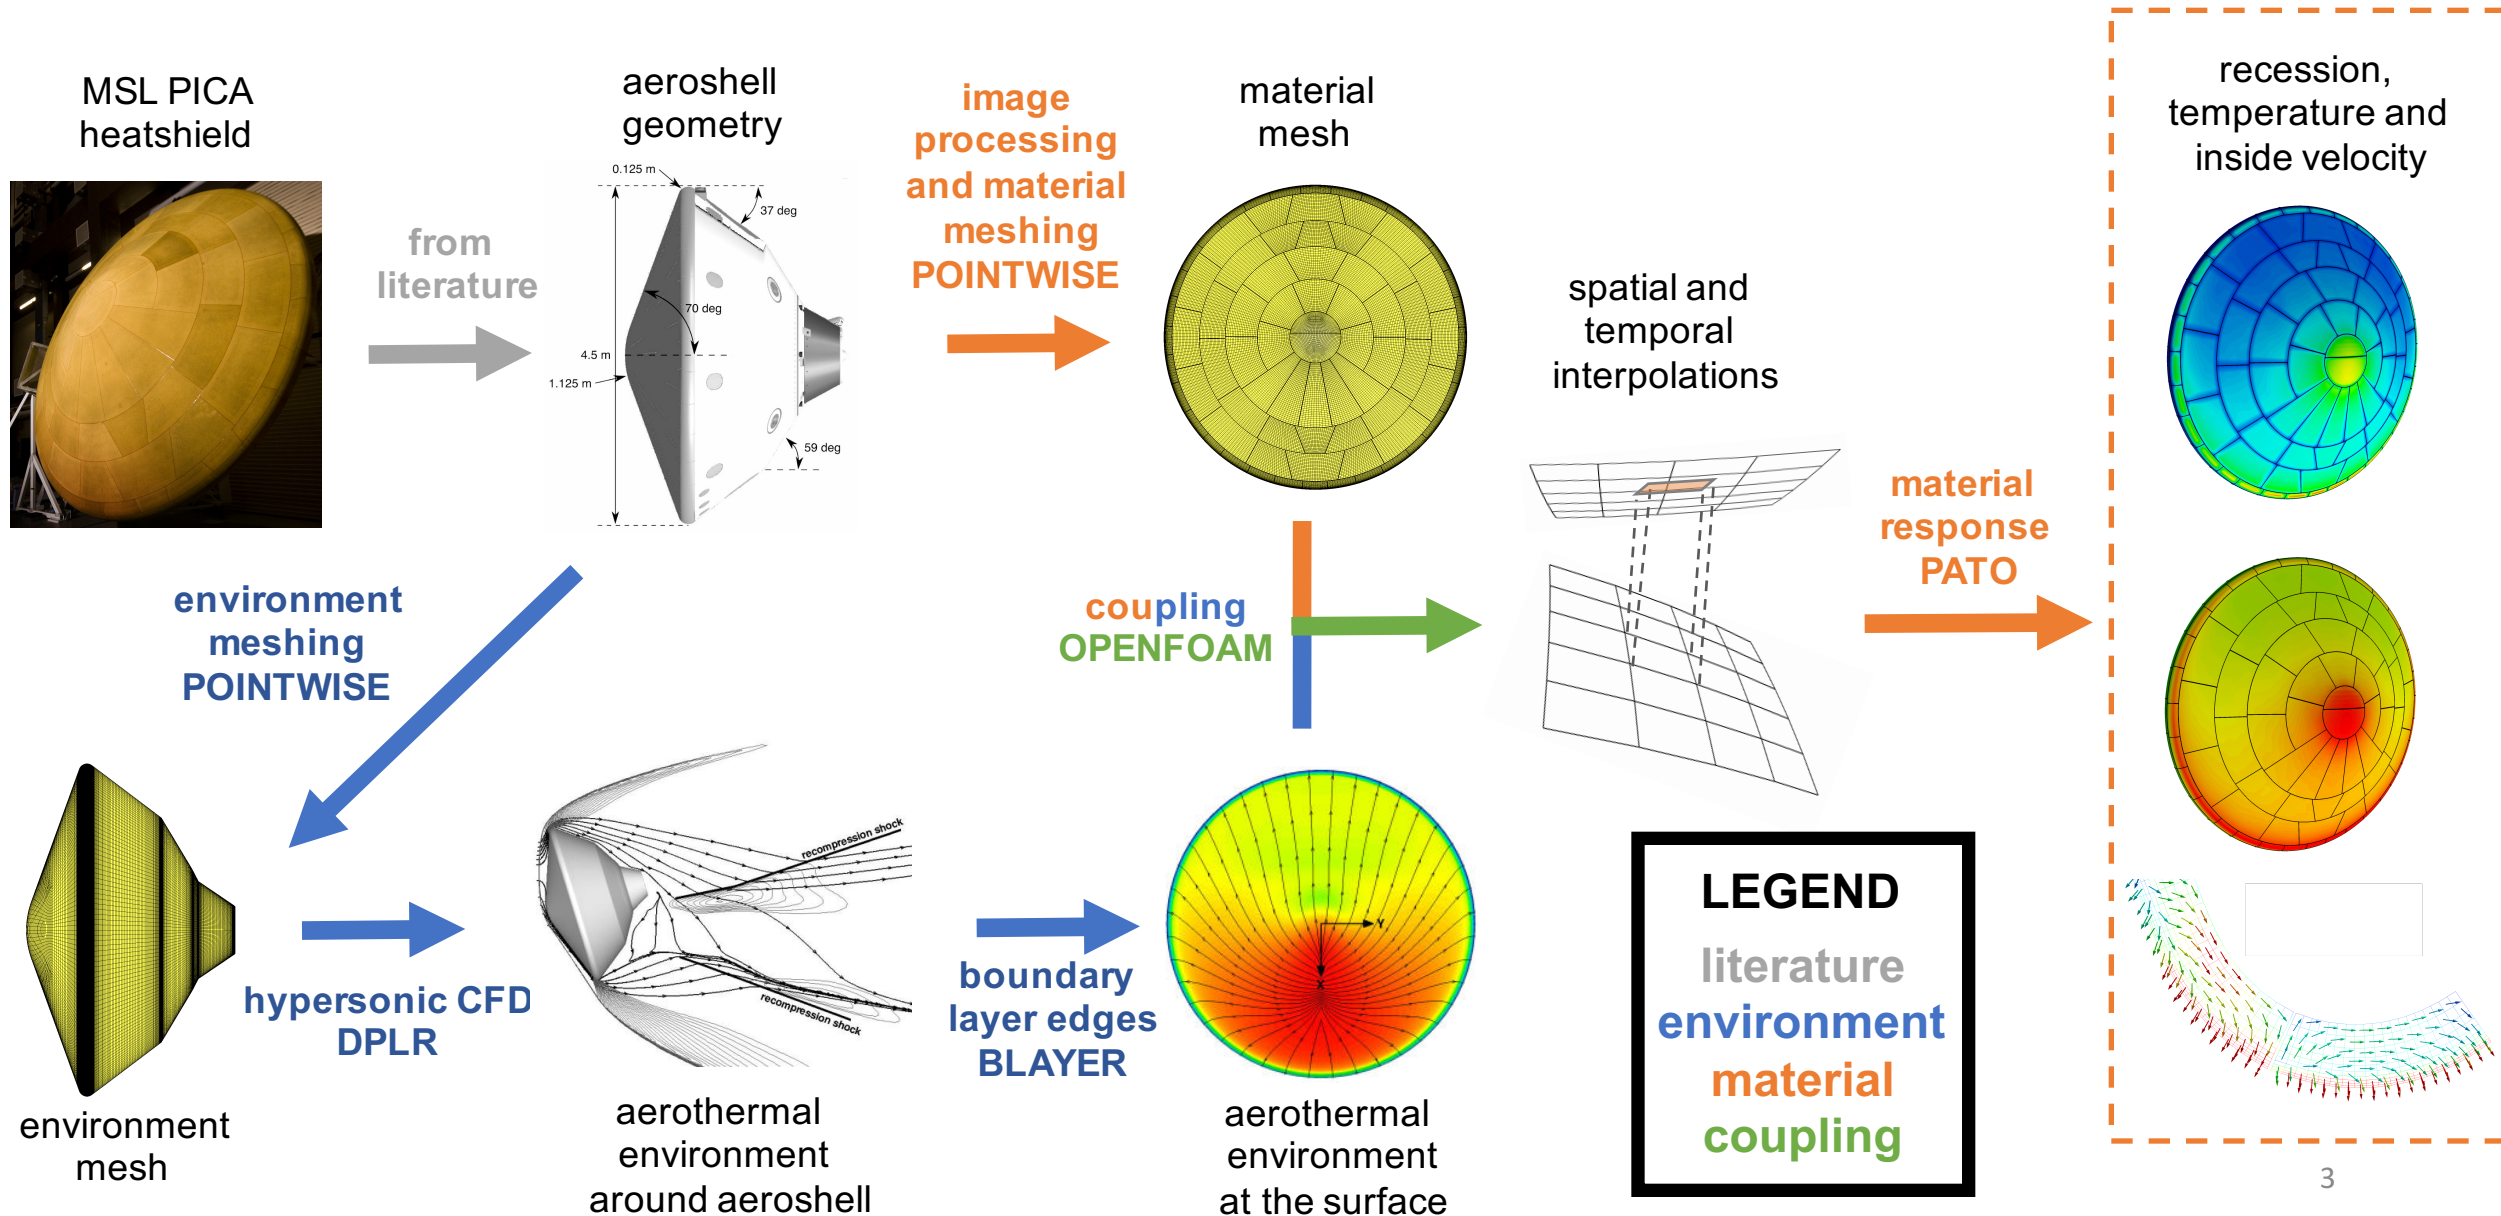 MSL PICA
heatshield
from
literature
aeroshell
geometry
0.125 m
37 deg
70 deg
4.5 m
1.125 m
59 deg
image
processing
and material
meshing
POINTWISE
material
mesh
spatial and
temporal
interpolations
material
response
PATO
recession,
temperature and
inside velocity
environment
meshing
POINTWISE
coupling
OPENFOAM
environment
mesh
hypersonic CFD
DPLR
recompression shock
recompression shock
aerothermal
environment
around aeroshell
boundary
layer edges
BLAYER
Y
X
aerothermal
environment
at the surface
LEGEND
literature
environment
material
coupling
3